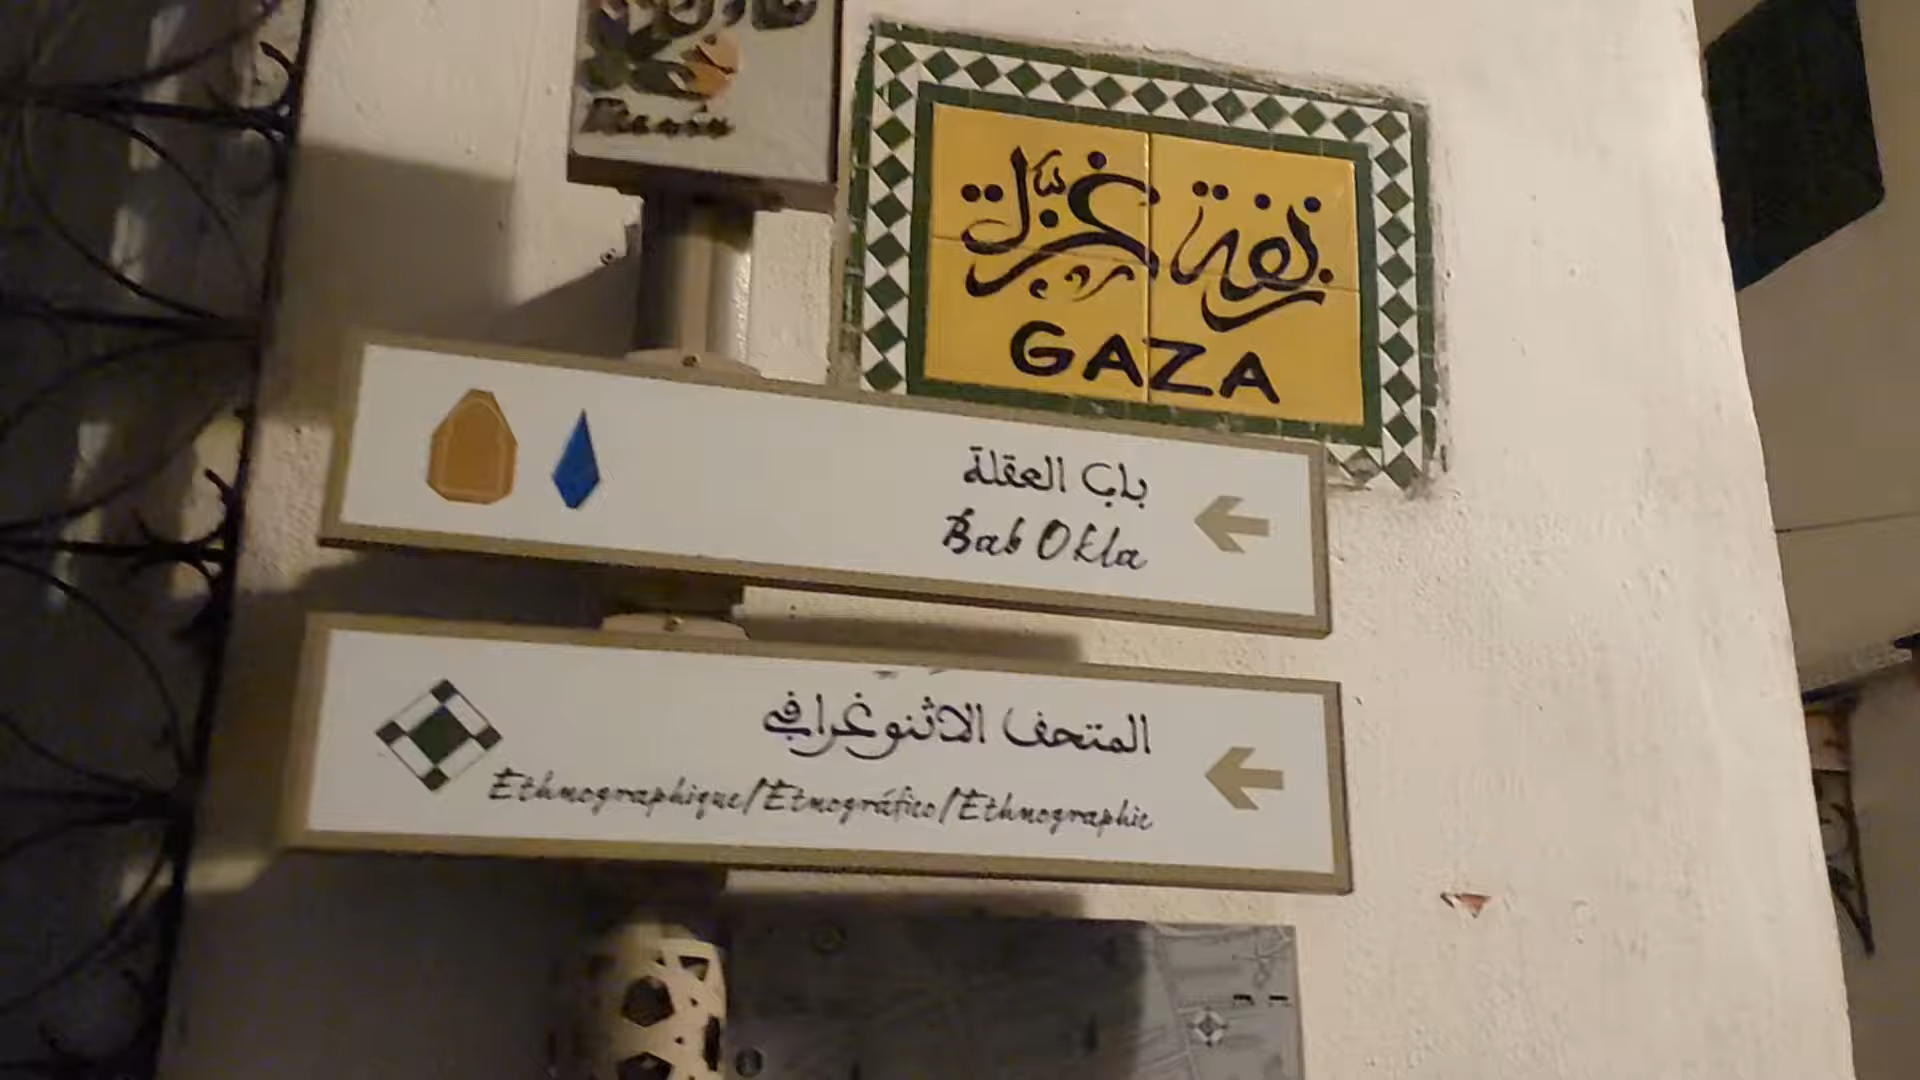 زنقة غزة
GAZA
باب العقلة
Bab Okla
المتحف الاثنوغرافي
Ethnographique/Etnográfico/Ethnographic